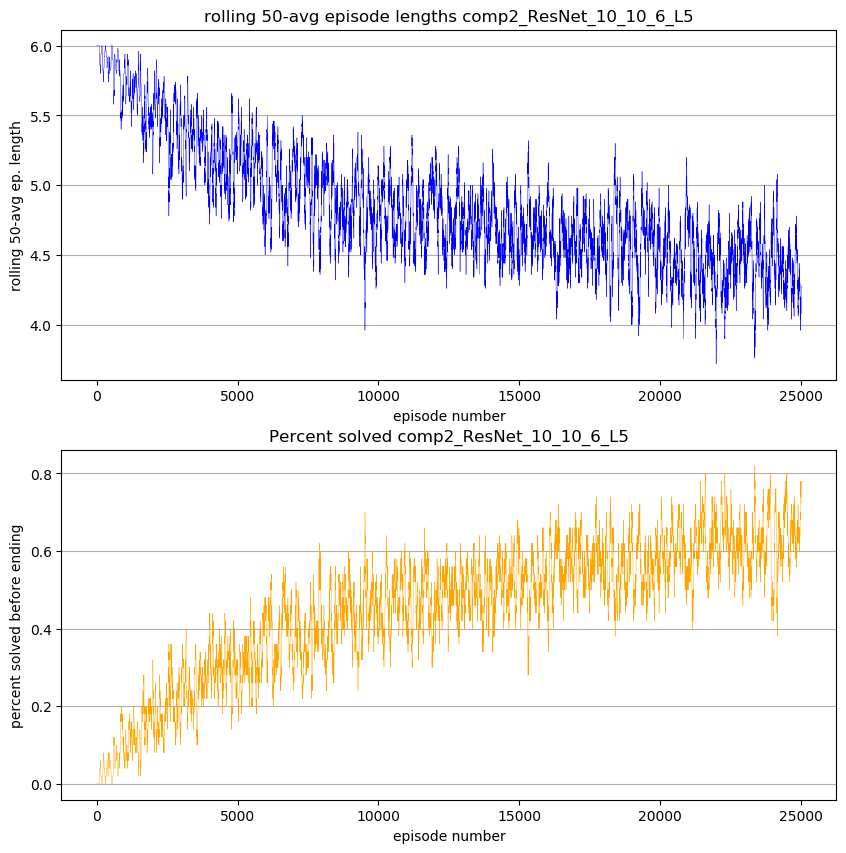 rolling 50-avg episode lengths comp2_ResNet_10_10_6_L5
rolling 50-avg ep. length
6.0
5.5
5.0
4.5
4.0
0 5000 10000 15000 20000 25000
episode number
Percent solved comp2_ResNet_10_10_6_L5
percent solved before ending
0.8
0.6
0.4
0.2
0.0
0 5000 10000 15000 20000 25000
episode number